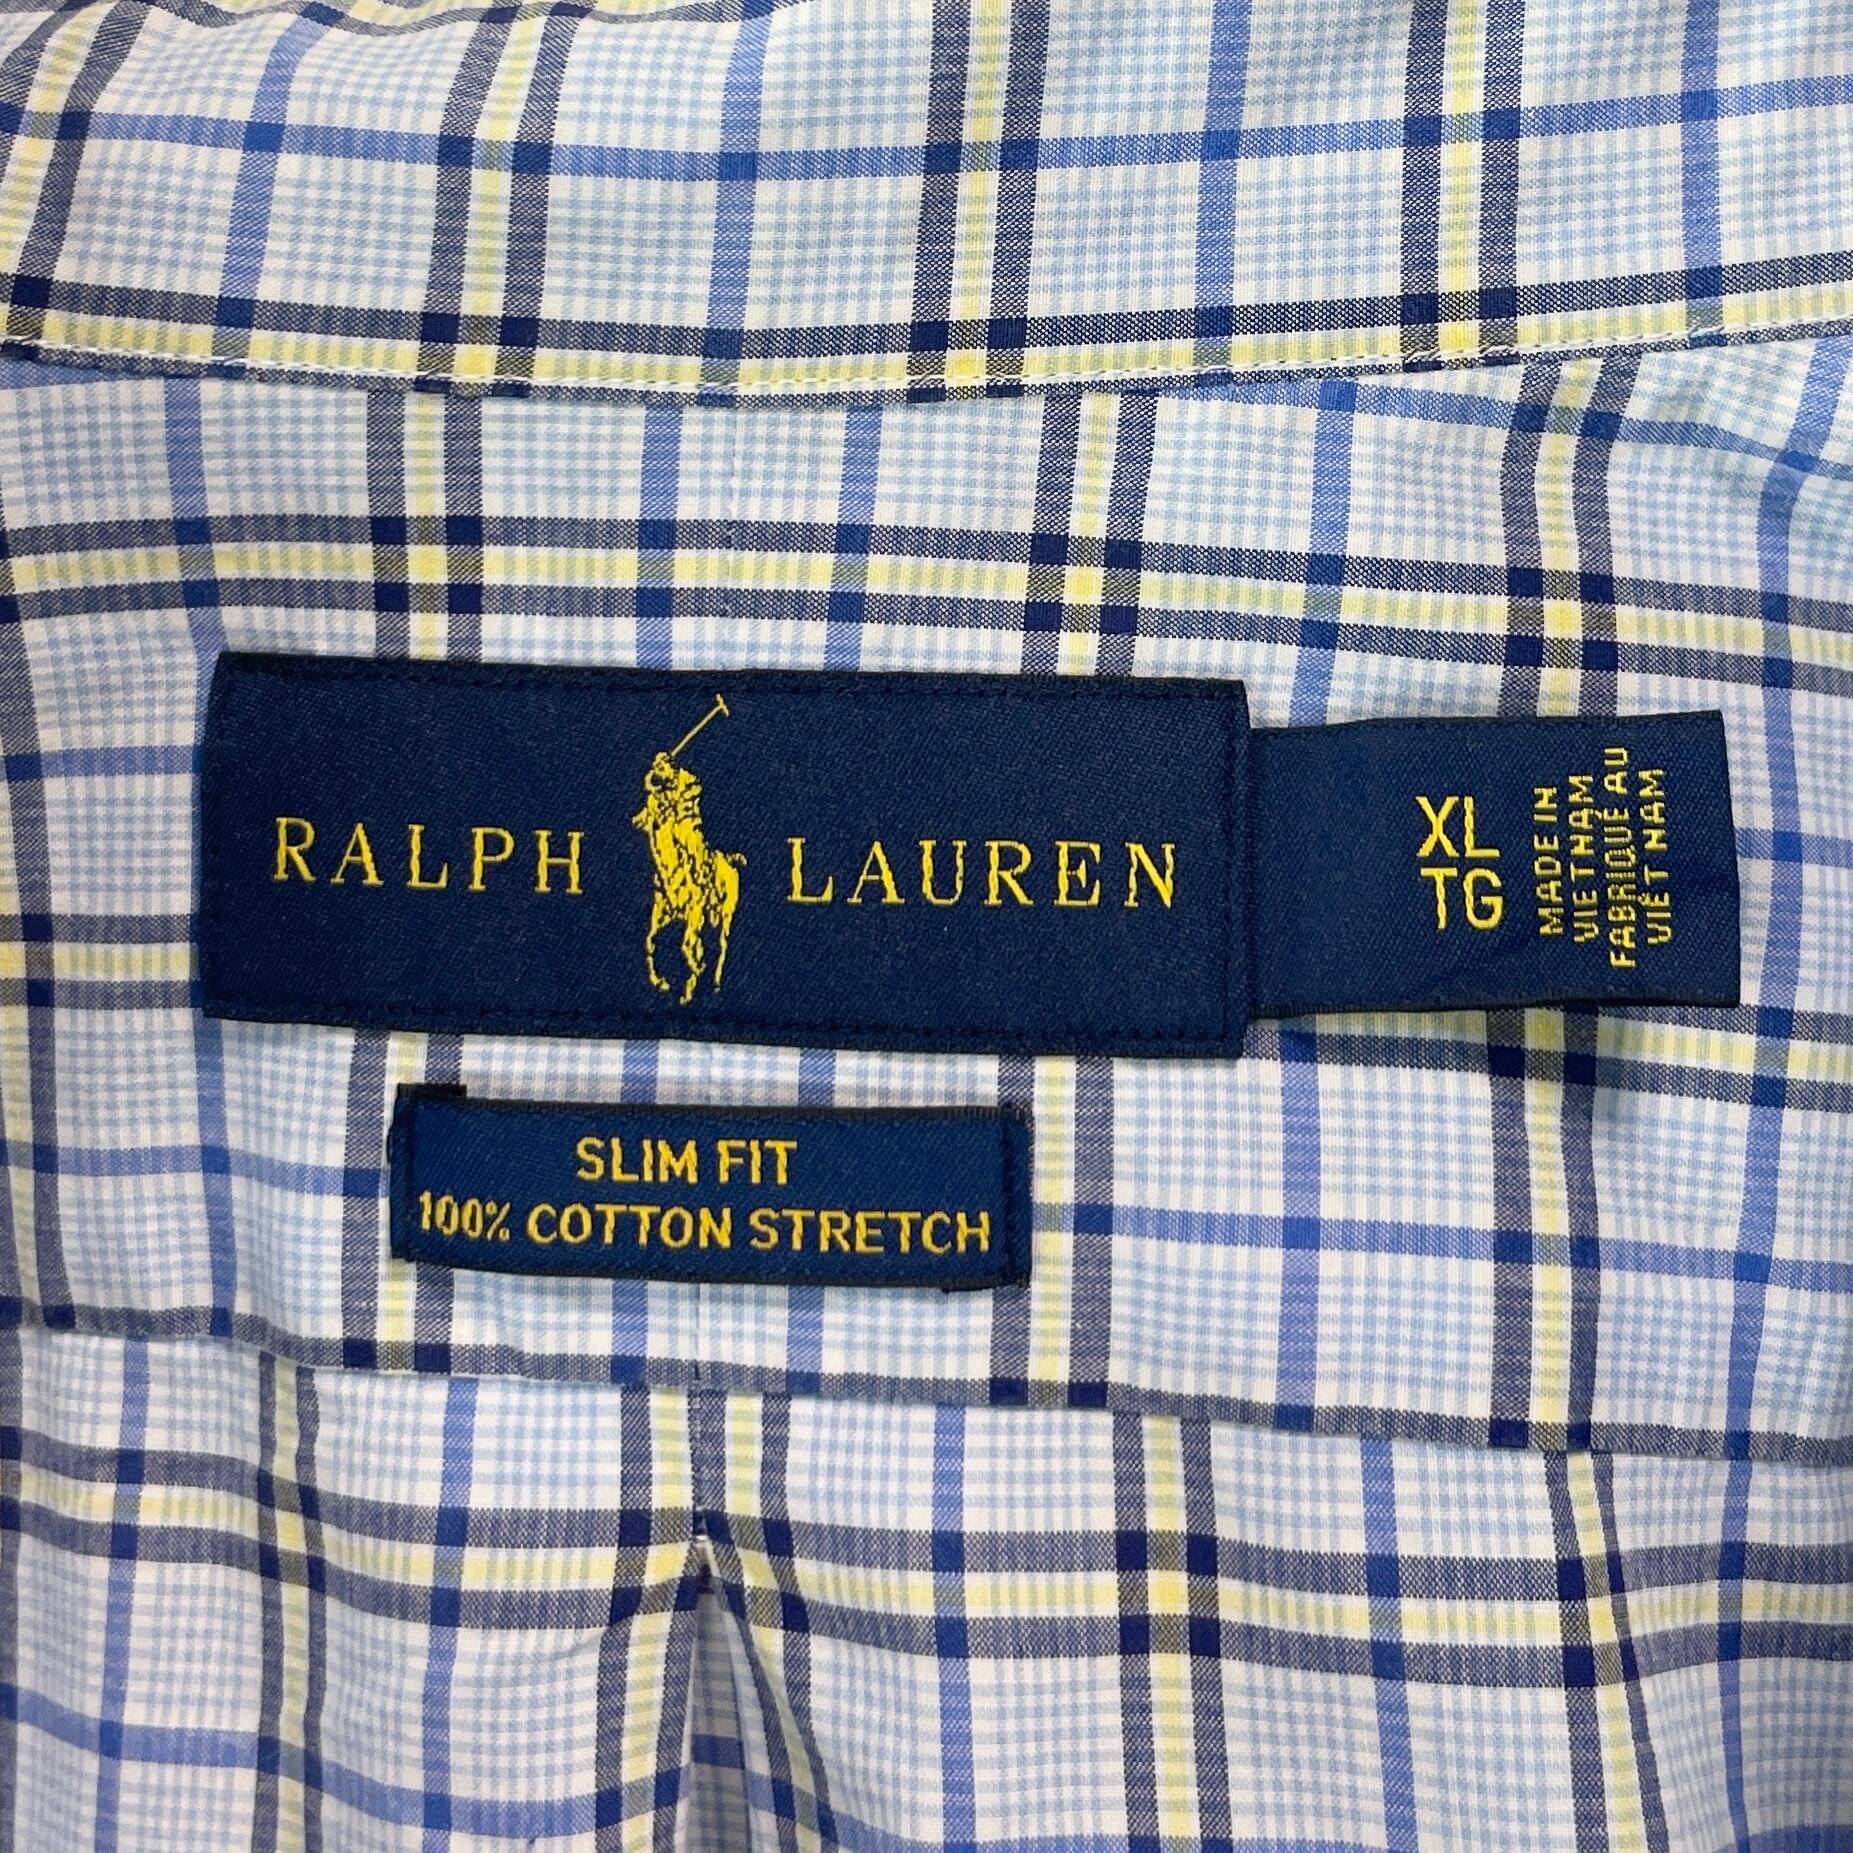 RALPH LAUREN
XL
TG
MADE IN
VIETNAM
FABRIQUÉ AU
VIÊT NAM
SLIM FIT
100% COTTON STRETCH